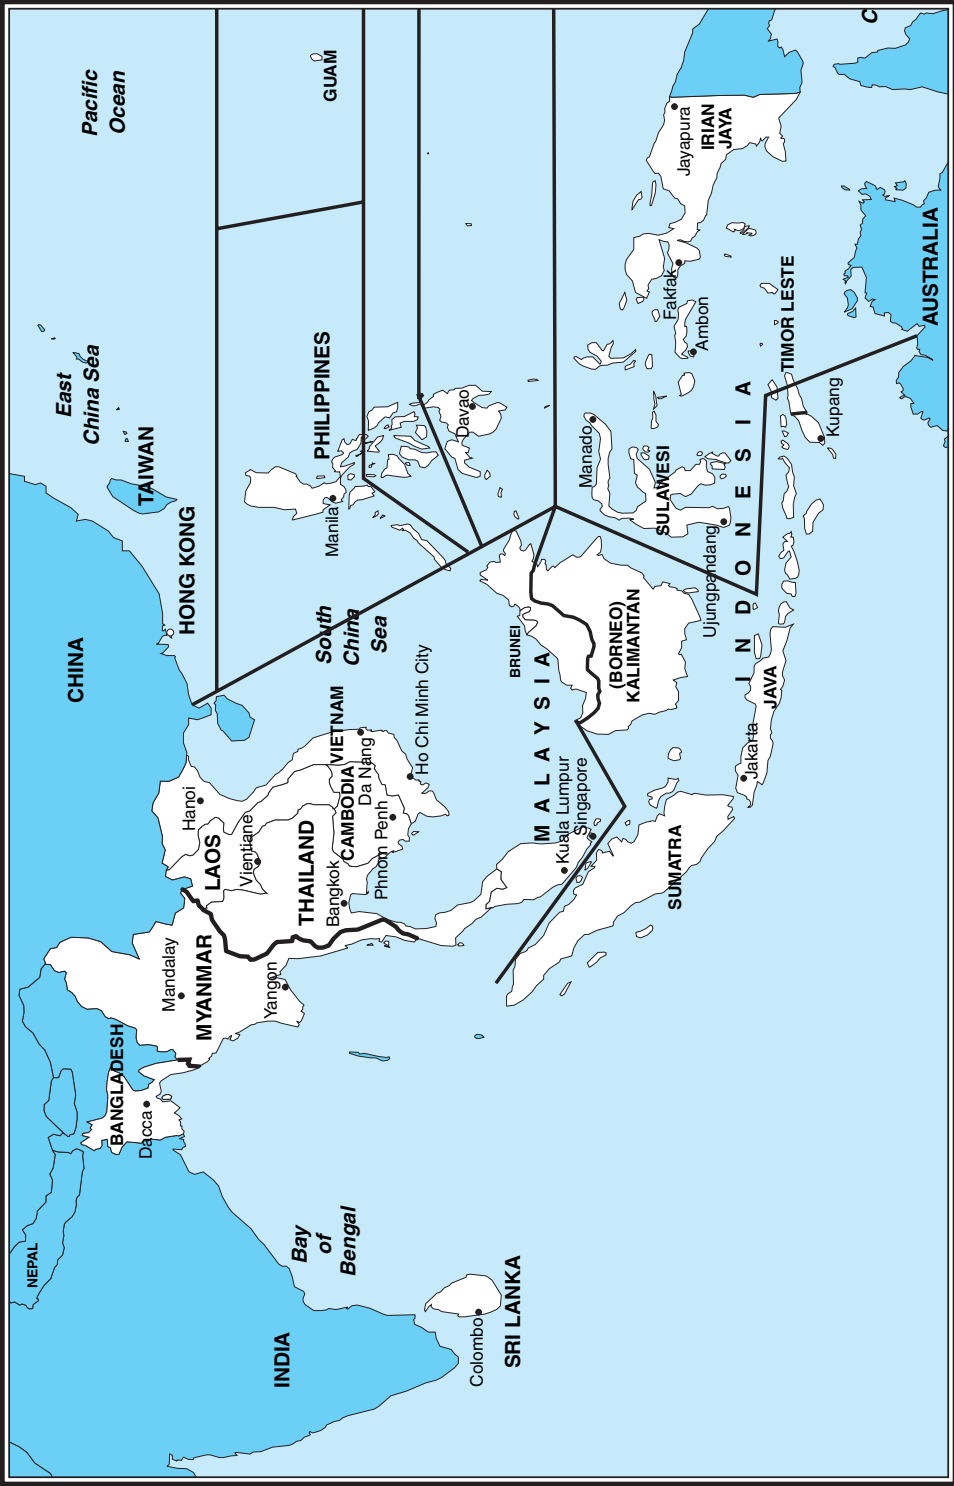 NEPAL
INDIA
Bay
of
Bengal
Colombo
SRI LANKA
BANGLADESH
Dacca
CHINA
Mandalay
MYANMAR
Yangon
Hanoi
LAOS
Vientiane
THAILAND
Bangkok
CAMBODIA
Phnom Penh
VIETNAM
Da Nang
Ho Chi Minh City
HONG KONG
TAIWAN
East
China Sea
Pacific
Ocean
South
China
Sea
PHILIPPINES
Manila
Davao
GUAM
BRUNEI
MALAYSIA
Kuala Lumpur
Singapore
SUMATRA
(BORNEO)
KALIMANTAN
Manado
SULAWESI
Ujungpandang
INDONESIA
Jakarta
JAVA
Fakfak
Ambon
Jayapura
IRIAN
JAYA
TIMOR LESTE
Kupang
AUSTRALIA
C